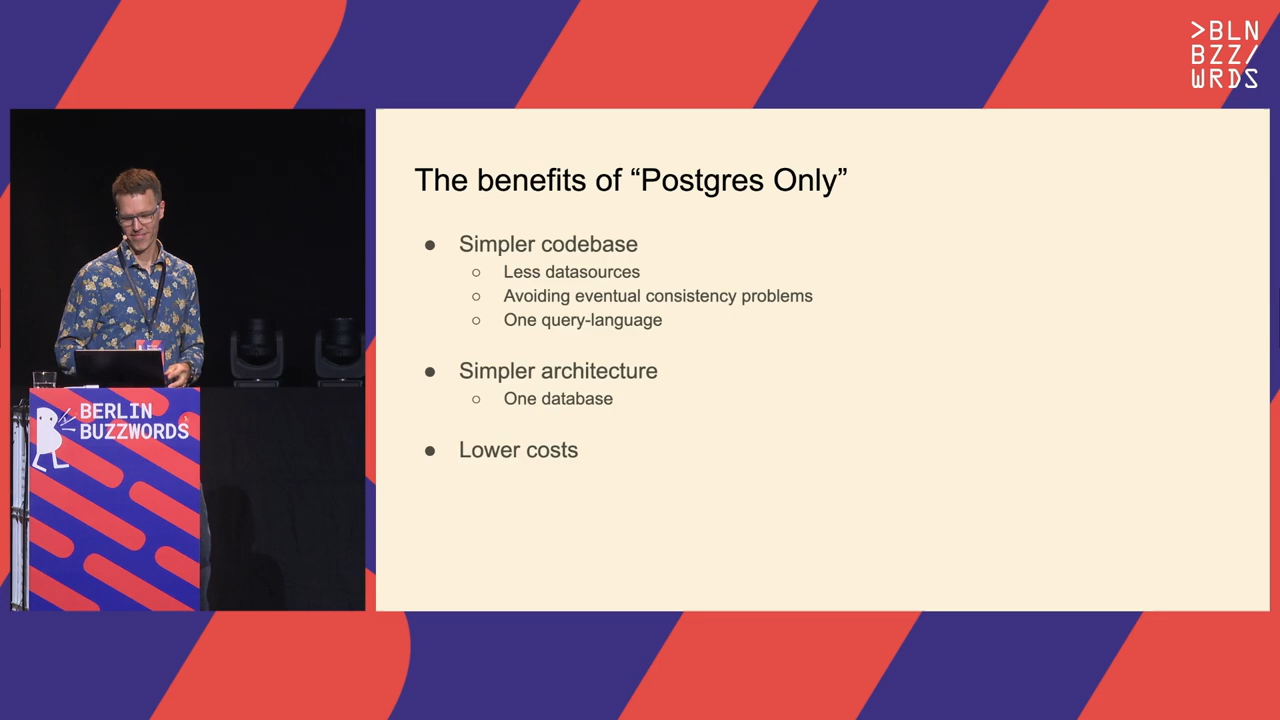 >BLN
BZZ/
WRDS
The benefits of “Postgres Only”
● Simpler codebase
○ Less datasources
○ Avoiding eventual consistency problems
○ One query-language
● Simpler architecture
○ One database
● Lower costs
BERLIN
BUZZWORDS